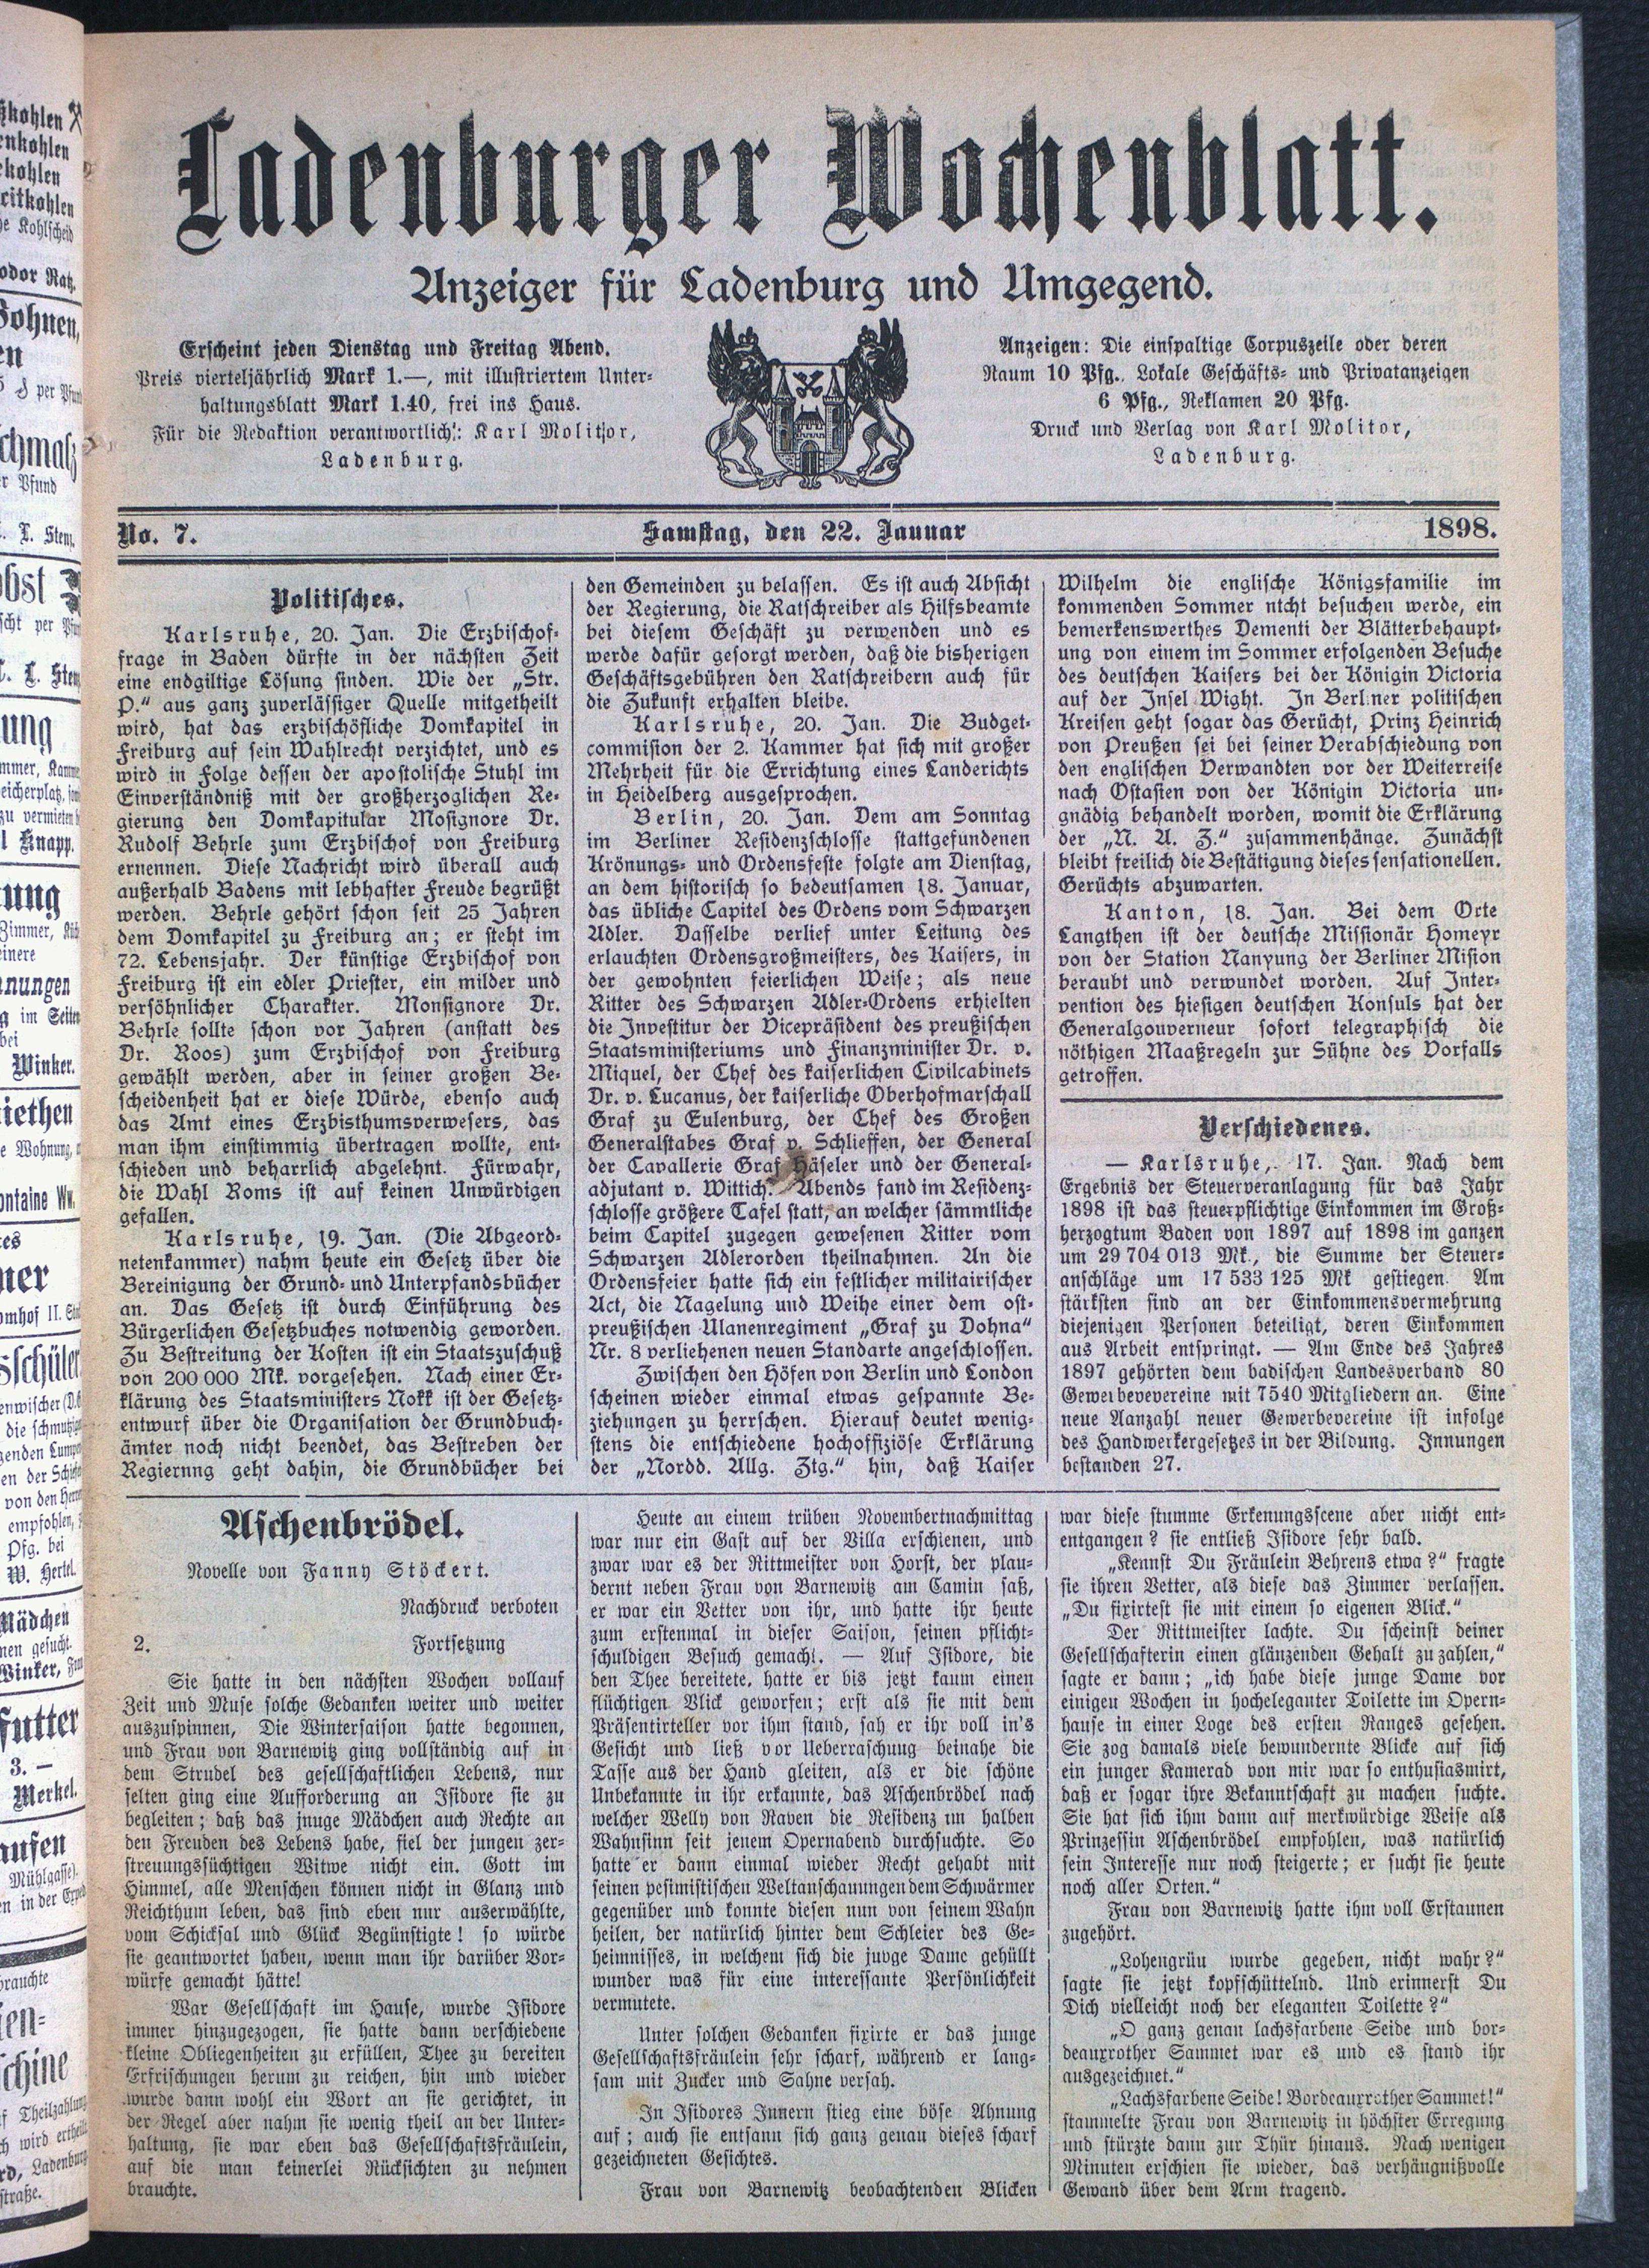 Ladenburger Wochenblatt.
Anzeiger für Ladenburg und Umgegend.
Erscheint jeden Dienstag und Freitag Abend.
Preis vierteljährlich Mark 1.—, mit illustriertem Unter-
haltungsblatt Mark 1.40, frei ins Haus.
Für die Redaktion verantwortlich: Karl Molitor,
Ladenburg.
Anzeigen: Die einspaltige Corpuszeile oder deren
Raum 10 Pfg., Lokale Geschäfts- und Privatanzeigen
6 Pfg., Reklamen 20 Pfg.
Druck und Verlag von Karl Molitor,
Ladenburg.
No. 7.
Samstag, den 22. Januar
1898.
Politisches.
Karlsruhe, 20. Jan. Die Erzbischof-
frage in Baden dürfte in der nächsten Zeit
eine endgiltige Lösung finden. Wie der „Str.
P.“ aus ganz zuverlässiger Quelle mitgetheilt
wird, hat das erzbischöfliche Domkapitel in
Freiburg auf sein Wahlrecht verzichtet, und es
wird in Folge dessen der apostolische Stuhl im
Einverständniß mit der großherzoglichen Re-
gierung den Domkapitular Mosignore Dr.
Rudolf Behrle zum Erzbischof von Freiburg
ernennen. Diese Nachricht wird überall auch
außerhalb Badens mit lebhafter Freude begrüßt
werden. Behrle gehört schon seit 25 Jahren
dem Domkapitel zu Freiburg an; er steht im
72. Lebensjahr. Der künstige Erzbischof von
Freiburg ist ein edler Priester, ein milder und
versöhnlicher Charakter. Monsignore Dr.
Behrle sollte schon vor Jahren (anstatt des
Dr. Roos) zum Erzbischof von Freiburg
gewählt werden, aber in seiner großen Be-
scheidenheit hat er diese Würde, ebenso auch
das Amt eines Erzbisthumsverwesers, das
man ihm einstimmig übertragen wollte, ent-
schieden und beharrlich abgelehnt. Fürwahr,
die Wahl Roms ist auf keinen Unwürdigen
gefallen.
Karlsruhe, 19. Jan. (Die Abgeord-
netenkammer) nahm heute ein Gesetz über die
Bereinigung der Grund- und Unterpfandsbücher
an. Das Gesetz ist durch Einführung des
Bürgerlichen Gesetzbuches notwendig geworden.
Zu Bestreitung der Kosten ist ein Staatszuschuß
von 200 000 Mk. vorgesehen. Nach einer Er-
klärung des Staatsministers Nokk ist der Gesetz-
entwurf über die Organisation der Grundbuch-
ämter noch nicht beendet, das Bestreben der
Regiernng geht dahin, die Grundbücher bei
den Gemeinden zu belassen. Es ist auch Absicht
der Regierung, die Ratschreiber als Hilfsbeamte
bei diesem Geschäft zu verwenden und es
werde dafür gesorgt werden, daß die bisherigen
Geschäftsgebühren den Ratschreibern auch für
die Zukunft erhalten bleibe.
Karlsruhe, 20. Jan. Die Budget-
commision der 2. Kammer hat sich mit großer
Mehrheit für die Errichtung eines Landerichts
in Heidelberg ausgesprochen.
Berlin, 20. Jan. Dem am Sonntag
im Berliner Residenzschlosse stattgefundenen
Krönungs- und Ordensfeste folgte am Dienstag,
an dem historisch so bedeutsamen 18. Januar,
das übliche Capitel des Ordens vom Schwarzen
Adler. Dasselbe verlief unter Leitung des
erlauchten Ordensgroßmeisters, des Kaisers, in
der gewohnten feierlichen Weise; als neue
Ritter des Schwarzen Adler-Ordens erhielten
die Investitur der Vicepräsident des preußischen
Staatsministeriums und Finanzminister Dr. v.
Miquel, der Chef des kaiserlichen Civilcabinets
Dr. v. Lucanus, der kaiserliche Oberhofmarschall
Graf zu Eulenburg, der Chef des Großen
Generalstabes Graf v. Schlieffen, der General
der Cavallerie Graf Häseler und der General-
adjutant v. Wittich. Abends fand im Residenz-
schlosse größere Tafel statt, an welcher sämmtliche
beim Capitel zugegen gewesenen Ritter vom
Schwarzen Adlerorden theilnahmen. An die
Ordensfeier hatte sich ein festlicher militairischer
Act, die Nagelung und Weihe einer dem ost-
preußischen Ulanenregiment „Graf zu Dohna“
Nr. 8 verliehenen neuen Standarte angeschlossen.
Zwischen den Höfen von Berlin und London
scheinen wieder einmal etwas gespannte Be-
ziehungen zu herrschen. Hierauf deutet wenig-
stens die entschiedene hochoffiziöse Erklärung
der „Nordd. Allg. Ztg.“ hin, daß Kaiser
Wilhelm die englische Königsfamilie im
kommenden Sommer nicht besuchen werde, ein
bemerkenswerthes Dementi der Blätterbehaupt-
ung von einem im Sommer erfolgenden Besuche
des deutschen Kaisers bei der Königin Victoria
auf der Insel Wight. In Berliner politischen
Kreisen geht sogar das Gerücht, Prinz Heinrich
von Preußen sei bei seiner Verabschiedung von
den englischen Verwandten vor der Weiterreise
nach Ostasien von der Königin Victoria un-
gnädig behandelt worden, womit die Erklärung
der „N. A. Z.“ zusammenhänge. Zunächst
bleibt freilich die Bestätigung dieses sensationellen.
Gerüchts abzuwarten.
Kanton, 18. Jan. Bei dem Orte
Langthen ist der deutsche Missionär Homeyr
von der Station Nanyung der Berliner Mision
beraubt und verwundet worden. Auf Inter-
vention des hiesigen deutschen Konsuls hat der
Generalgouverneur sofort telegraphisch die
nöthigen Maaßregeln zur Sühne des Vorfalls
getroffen.
Verschiedenes.
— Karlsruhe, 17. Jan. Nach dem
Ergebnis der Steuerveranlagung für das Jahr
1898 ist das steuerpflichtige Einkommen im Groß-
herzogtum Baden von 1897 auf 1898 im ganzen
um 29 704 013 Mk., die Summe der Steuer-
anschläge um 17 533 125 Mk gestiegen. Am
stärksten sind an der Einkommensvermehrung
diejenigen Personen beteiligt, deren Einkommen
aus Arbeit entspringt. — Am Ende des Jahres
1897 gehörten dem badischen Landesverband 80
Gewerbevereine mit 7540 Mitgliedern an. Eine
neue Aanzahl neuer Gewerbevereine ist infolge
des Handwerkergesetzes in der Bildung. Innungen
bestanden 27.
Aschenbrödel.
Novelle von Fanny Stöckert.
Nachdruck verboten
2. Fortsetzung
Sie hatte in den nächsten Wochen vollauf
Zeit und Muse solche Gedanken weiter und weiter
auszuspinnen, Die Wintersaison hatte begonnen,
und Frau von Barnewitz ging vollständig auf in
dem Strudel des gesellschaftlichen Lebens, nur
selten ging eine Aufforderung an Isidore sie zu
begleiten; daß das junge Mädchen auch Rechte an
den Freuden des Lebens habe, fiel der jungen zer-
streuungssüchtigen Witwe nicht ein. Gott im
Himmel, alle Menschen können nicht in Glanz und
Reichthum leben, das sind eben nur auserwählte,
vom Schicksal und Glück Begünstigte! so würde
sie geantwortet haben, wenn man ihr darüber Vor-
würfe gemacht hätte!
War Gesellschaft im Hause, wurde Isidore
immer hinzugezogen, sie hatte dann verschiedene
kleine Obliegenheiten zu erfüllen, Thee zu bereiten
Erfrischungen herum zu reichen, hin und wieder
wurde dann wohl ein Wort an sie gerichtet, in
der Regel aber nahm sie wenig theil an der Unter-
haltung, sie war eben das Gesellschaftsfräulein,
auf die man keinerlei Rücksichten zu nehmen
brauchte.
Heute an einem trüben Novembertnachmittag
war nur ein Gast auf der Villa erschienen, und
zwar war es der Rittmeister von Horst, der plau-
dernt neben Frau von Barnewitz am Camin saß,
er war ein Vetter von ihr, und hatte ihr heute
zum erstenmal in dieser Saison, seinen pflicht-
schuldigen Besuch gemacht. — Auf Isidore, die
den Thee bereitete, hatte er bis jetzt kaum einen
flüchtigen Blick geworfen; erst als sie mit dem
Präsentirteller vor ihm stand, sah er ihr voll in's
Gesicht und ließ vor Ueberraschung beinahe die
Tasse aus der Hand gleiten, als er die schöne
Unbekannte in ihr erkannte, das Aschenbrödel nach
welcher Welly von Raven die Residenz im halben
Wahnsinn seit jenem Opernabend durchsuchte. So
hatte er dann einmal wieder Recht gehabt mit
seinen pesimistischen Weltanschauungen dem Schwärmer
gegenüber und konnte diesen nun von seinem Wahn
heilen, der natürlich hinter dem Schleier des Ge-
heimnisses, in welchem sich die juvge Dame gehüllt
wunder was für eine interessante Persönlichkeit
vermutete.
Unter solchen Gedanken fixirte er das junge
Gesellschaftsfräulein sehr scharf, während er lang-
sam mit Zucker und Sahne versah.
In Isidores Innern stieg eine böse Ahnung
auf; auch sie entsann sich ganz genau dieses scharf
gezeichneten Gesichtes.
Frau von Barnewitz beobachtenden Blicken
war diese stumme Erkenungsscene aber nicht ent-
entgangen? sie entließ Isidore sehr bald.
„Kennst Du Fräulein Behrens etwa?“ fragte
sie ihren Vetter, als diese das Zimmer verlassen.
„Du fixirtest sie mit einem so eigenen Blick.“
Der Rittmeister lachte. Du scheinst deiner
Gesellschafterin einen glänzenden Gehalt zu zahlen,“
sagte er dann; „ich habe diese junge Dame vor
einigen Wochen in hocheleganter Toilette im Opern-
hause in einer Loge des ersten Ranges gesehen.
Sie zog damals viele bewundernte Blicke auf sich
ein junger Kamerad von mir war so enthusiasmirt,
daß er sogar ihre Bekanntschaft zu machen suchte.
Sie hat sich ihm dann auf merkwürdige Weise als
Prinzessin Aschenbrödel empfohlen, was natürlich
sein Interesse nur noch steigerte; er sucht sie heute
noch aller Orten.“
Frau von Barnewitz hatte ihm voll Erstaunen
zugehört.
„Lohengrüu wurde gegeben, nicht wahr?“
sagte sie jetzt kopfschüttelnd. Und erinnerst Du
Dich vielleicht noch der eleganten Toilette?“
„O ganz genau lachsfarbene Seide und bor-
deauxrother Sammet war es und es stand ihr
ausgezeichnet.“
„Lachsfarbene Seide! Bordeauxrother Sammet!“
stammelte Frau von Barnewitz in höchster Erregung
und stürzte dann zur Thür hinaus. Nach wenigen
Minuten erschien sie wieder, das verhängnißvolle
Gewand über dem Arm tragend.